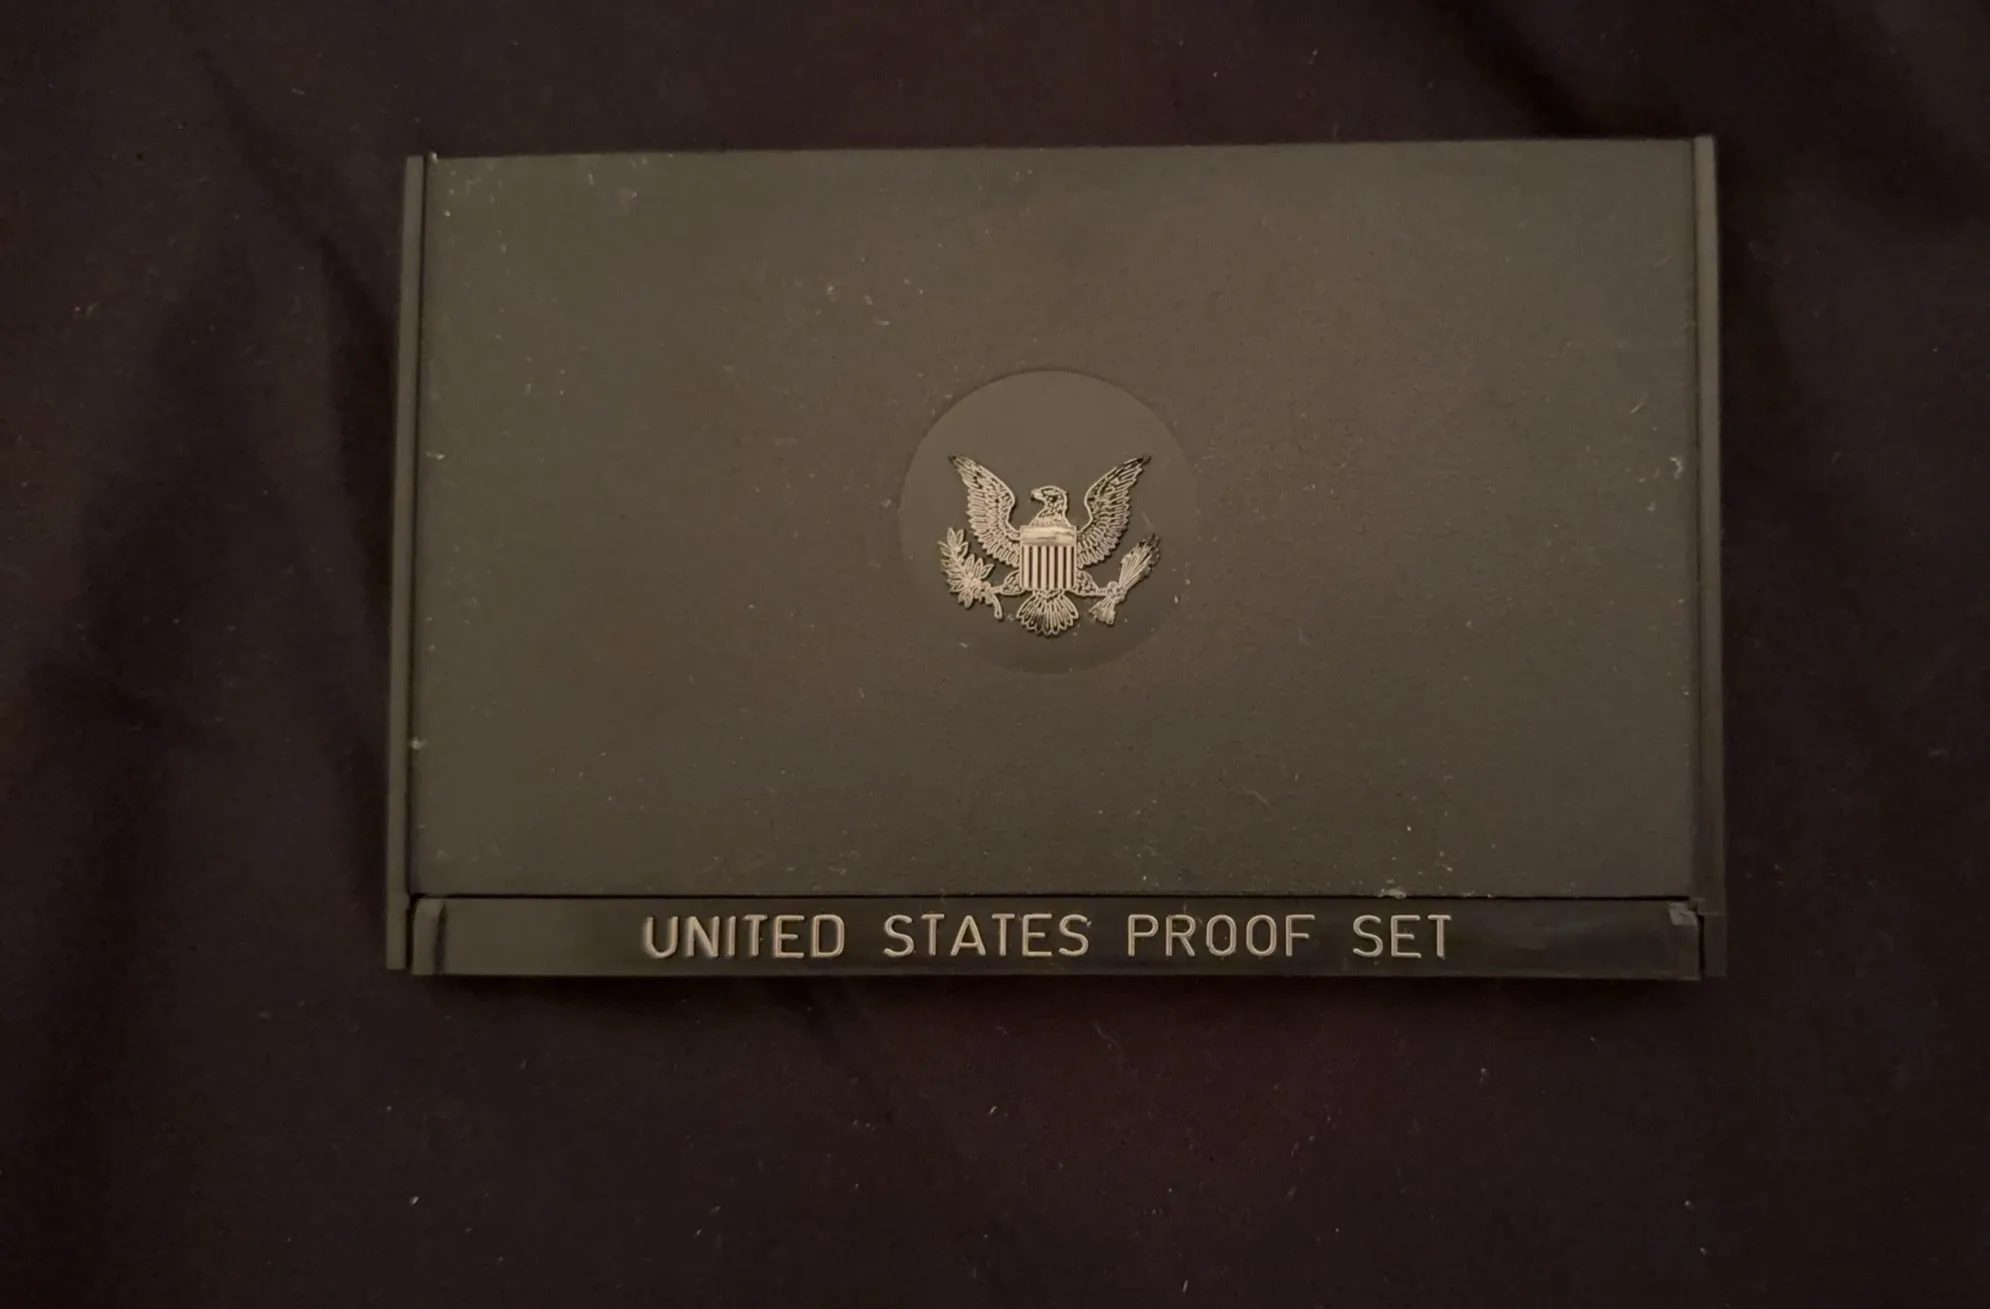 UNITED STATES PROOF SET